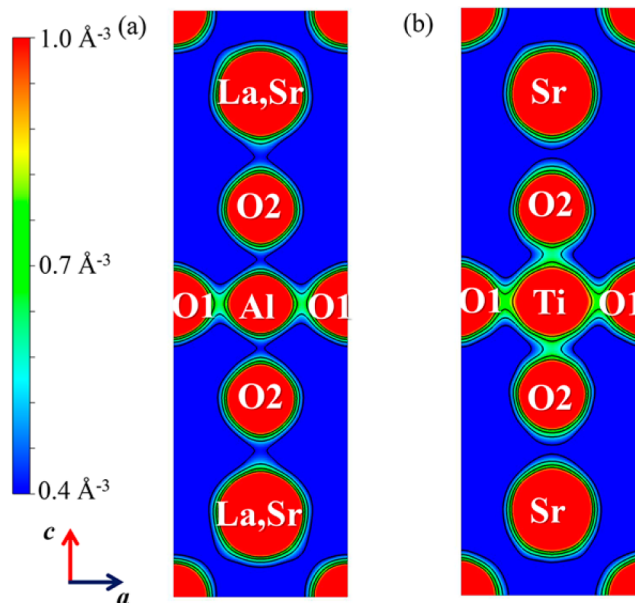 1.0 Å-3
0.7 Å-3
0.4 Å-3
c
a
(a)
La,Sr
O2
O1 Al O1
O2
La,Sr
(b)
Sr
O2
O1 Ti O1
O2
Sr